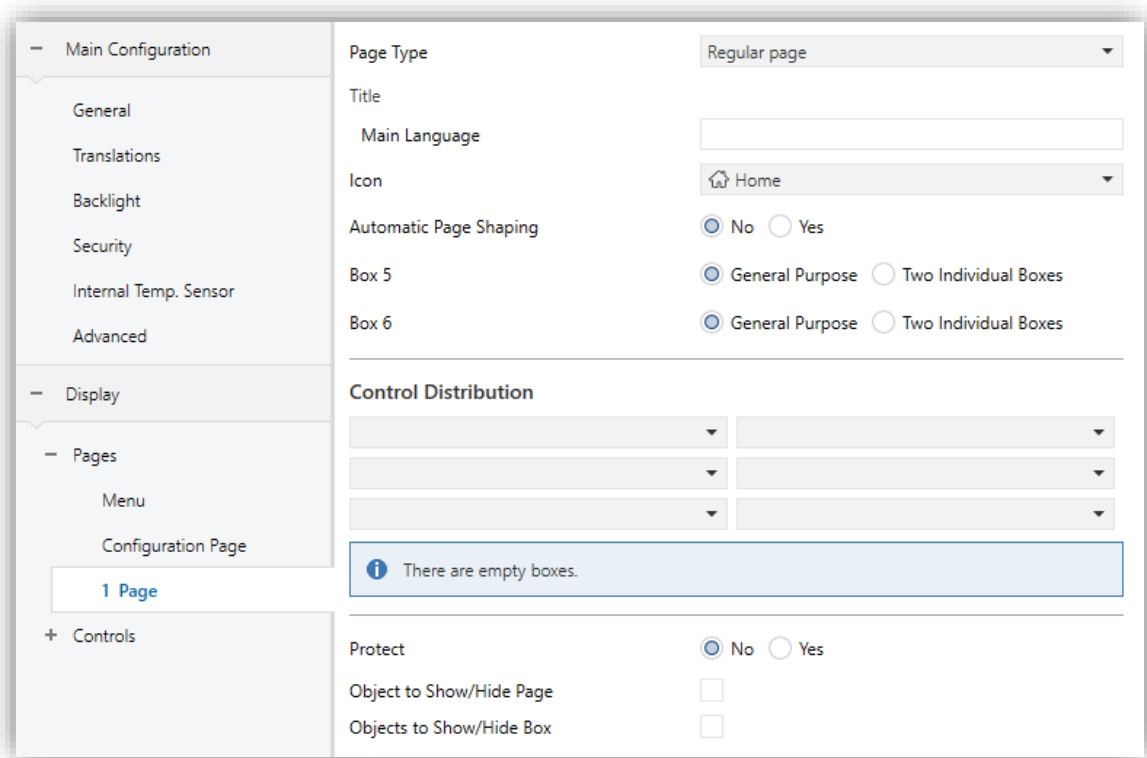 Main Configuration
General
Translations
Backlight
Security
Internal Temp. Sensor
Advanced
Display
Pages
Menu
Configuration Page
1 Page
Controls
Page Type Regular page
Title
Main Language
Icon Home
Automatic Page Shaping No Yes
Box 5 General Purpose Two Individual Boxes
Box 6 General Purpose Two Individual Boxes
Control Distribution
There are empty boxes.
Protect No Yes
Object to Show/Hide Page
Objects to Show/Hide Box